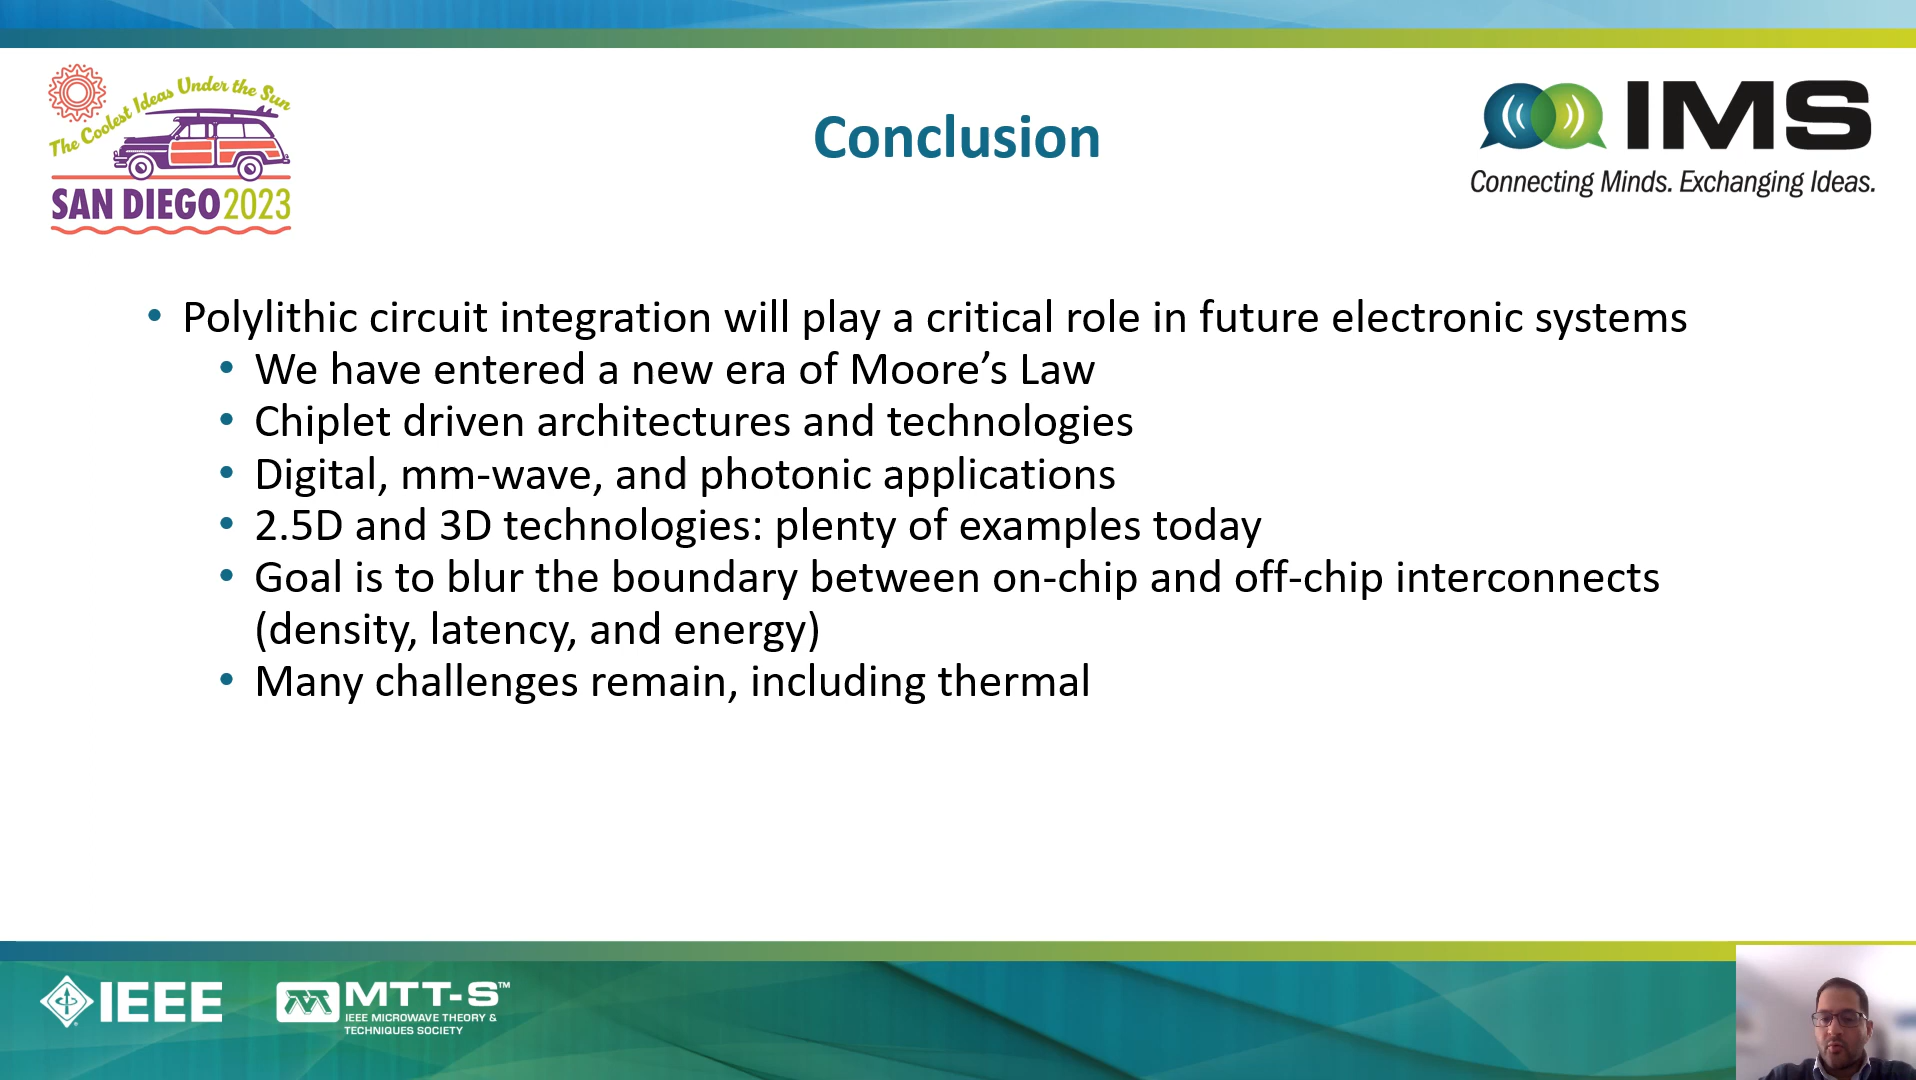 The Coolest Ideas Under the Sun
SAN DIEGO 2023
Conclusion
IMS
Connecting Minds. Exchanging Ideas.
• Polylithic circuit integration will play a critical role in future electronic systems
• We have entered a new era of Moore’s Law
• Chiplet driven architectures and technologies
• Digital, mm-wave, and photonic applications
• 2.5D and 3D technologies: plenty of examples today
• Goal is to blur the boundary between on-chip and off-chip interconnects
(density, latency, and energy)
• Many challenges remain, including thermal
IEEE
MTT-S™
IEEE MICROWAVE THEORY &
TECHNIQUES SOCIETY